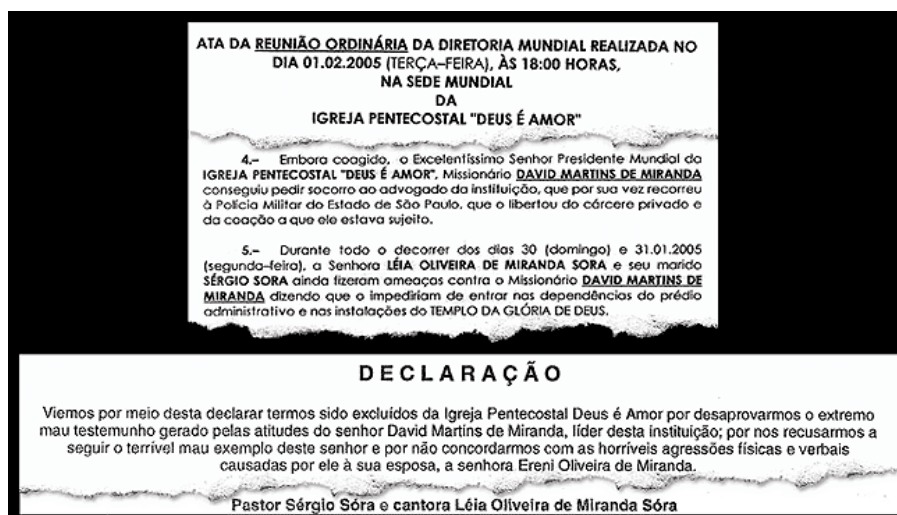 ATA DA REUNIÃO ORDINÁRIA DA DIRETORIA MUNDIAL REALIZADA NO
DIA 01.02.2005 (TERÇA–FEIRA), ÀS 18:00 HORAS,
NA SEDE MUNDIAL
DA
IGREJA PENTECOSTAL "DEUS É AMOR"
4.– Embora coagido, o Excelentíssimo Senhor Presidente Mundial da
IGREJA PENTECOSTAL "DEUS É AMOR", Missionário DAVID MARTINS DE MIRANDA
conseguiu pedir socorro ao advogado da instituição, que por sua vez recorreu
à Polícia Militar do Estado de São Paulo, que o libertou do cárcere privado e
da coação a que ele estava sujeito.
5.– Durante todo o decorrer dos dias 30 (domingo) e 31.01.2005
(segunda–feira), a Senhora LÉIA OLIVEIRA DE MIRANDA SORA e seu marido
SÉRGIO SORA ainda fizeram ameaças contra o Missionário DAVID MARTINS DE
MIRANDA dizendo que o impediriam de entrar nas dependências do prédio
administrativo e nas instalações do TEMPLO DA GLÓRIA DE DEUS.
DECLARAÇÃO
Viemos por meio desta declarar termos sido excluídos da Igreja Pentecostal Deus é Amor por desaprovarmos o extremo
mau testemunho gerado pelas atitudes do senhor David Martins de Miranda, líder desta instituição; por nos recusarmos a
seguir o terrível mau exemplo deste senhor e por não concordarmos com as horríveis agressões físicas e verbais
causadas por ele à sua esposa, a senhora Ereni Oliveira de Miranda.
Pastor Sérgio Sóra e cantora Léia Oliveira de Miranda Sóra